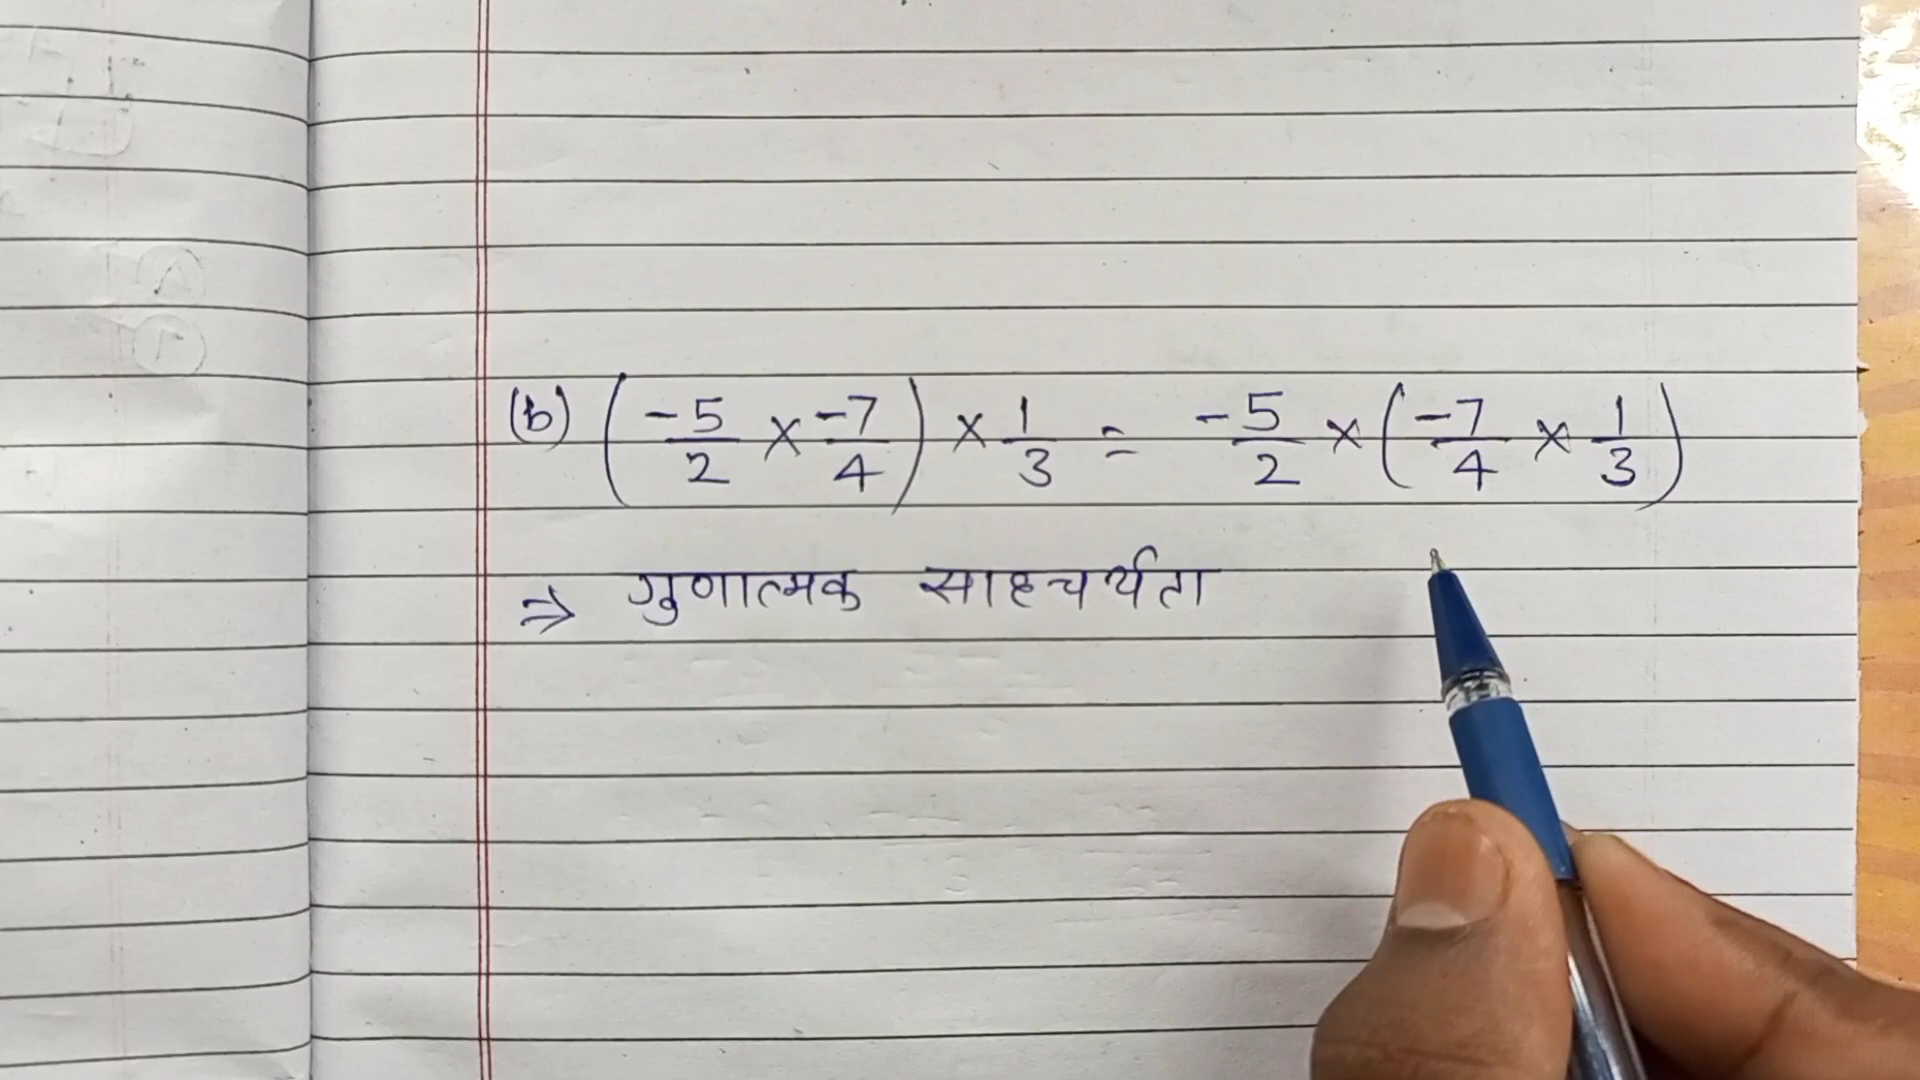 (b) (-5/2 × -7/4) × 1/3 = -5/2 × (-7/4 × 1/3)
⇒ गुणात्मक साहचर्यता